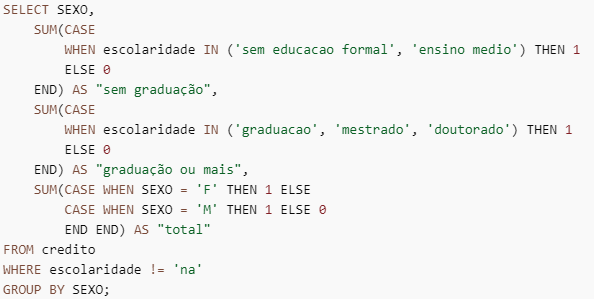 SELECT SEXO,
    SUM(CASE
        WHEN escolaridade IN ('sem educacao formal', 'ensino medio') THEN 1
        ELSE 0
    END) AS "sem graduação",
    SUM(CASE
        WHEN escolaridade IN ('graduacao', 'mestrado', 'doutorado') THEN 1
        ELSE 0
    END) AS "graduação ou mais",
    SUM(CASE WHEN SEXO = 'F' THEN 1 ELSE
        CASE WHEN SEXO = 'M' THEN 1 ELSE 0
        END END) AS "total"
FROM credito
WHERE escolaridade != 'na'
GROUP BY SEXO;